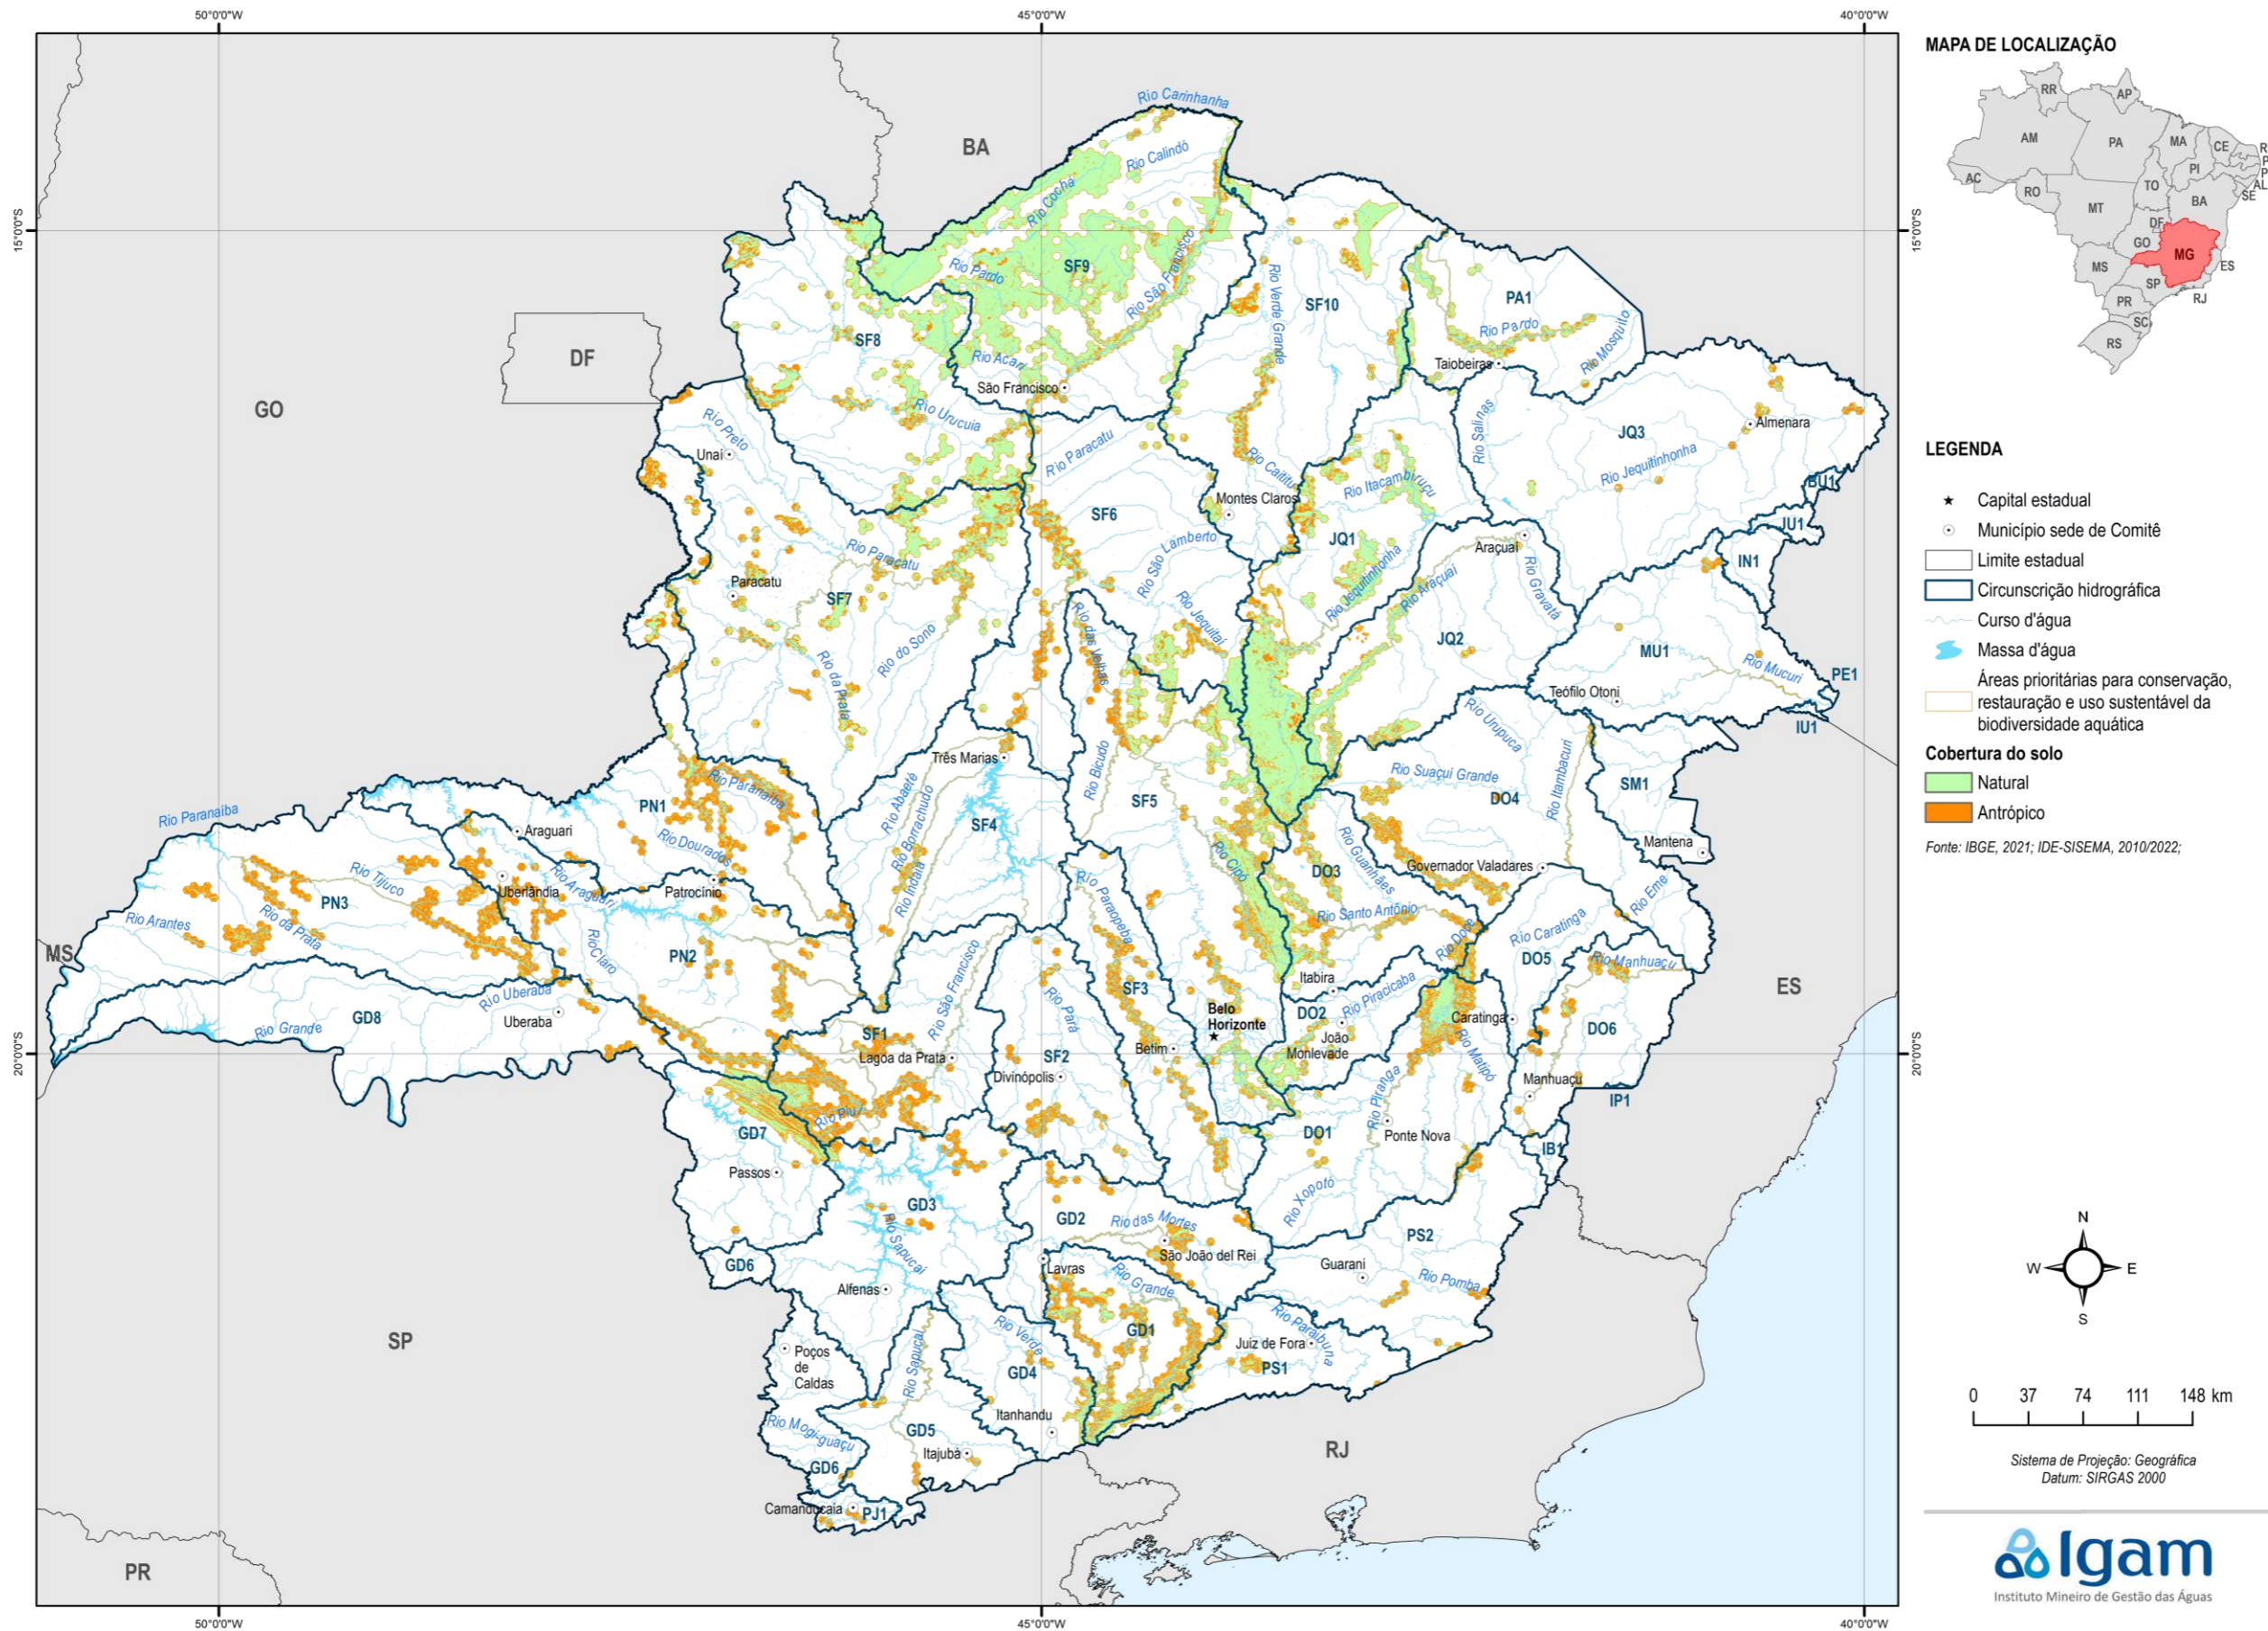 50°0'0"W
45°0'0"W
40°0'0"W
15°0'0"S
15°0'0"S
20°0'0"S
20°0'0"S
50°0'0"W
45°0'0"W
40°0'0"W
BA
GO
DF
MS
SP
PR
RJ
ES
Rio Carinhanha
Rio Calindó
Rio Cochá
Rio Pardo
SF9
Rio São Francisco
Rio Acari
São Francisco
SF8
Rio Urucuia
Rio Verde Grande
SF10
PA1
Rio Pardo
Rio Mosquito
Taiobeiras
Rio Salinas
JQ3
Almenara
Rio Jequitinhonha
BU1
JU1
IN1
Rio Preto
Unaí
Rio Paracatu
SF6
Rio Caititu
Montes Claros
Rio Itacambiruçu
JQ1
Araçuaí
Rio São Lamberto
Rio Jequitinhonha
Rio Araçuaí
Rio Gravatá
Rio Paracatu
Paracatu
SF7
Rio do Sono
Rio da Prata
Rio das Velhas
Rio Jequitaí
JQ2
MU1
Rio Mucuri
PE1
Teófilo Otoni
IU1
Rio Urupuca
Rio Itambacuri
Rio Suaçuí Grande
DO4
SM1
Mantena
Três Marias
Rio Abaeté
Rio Borrachudo
Rio Indaiá
SF4
Rio Bicudo
SF5
Rio Cipó
Rio Paranaíba
PN1
Rio Paranaíba
Araguari
Rio Dourados
Patrocínio
Uberlândia
Rio Araguari
Rio Tijuco
PN3
Rio da Prata
Rio Arantes
Rio Claro
PN2
Rio Uberaba
Uberaba
GD8
Rio Grande
DO3
Rio Guanhães
Governador Valadares
Rio Santo Antônio
Rio Doce
Rio Caratinga
Rio Eme
DO5
Rio Manhuaçu
Itabira
DO2
Rio Piracicaba
João
Monlevade
Caratinga
DO6
Rio Matipó
Manhuaçu
IP1
Rio Paraopeba
SF3
Belo
Horizonte
Betim
Rio São Francisco
SF1
Lagoa da Prata
Rio Pará
SF2
Divinópolis
Rio Piuí
GD7
Passos
GD3
Rio Sapucaí
GD6
Alfenas
Rio Piranga
DO1
Ponte Nova
IB1
Rio Xopotó
PS2
Guarani
Rio Pomba
GD2
Rio das Mortes
São João del Rei
Lavras
Rio Grande
GD1
Rio Paraibuna
Juiz de Fora
PS1
Rio Verde
GD4
Itanhandu
Rio Sapucaí
GD5
Itajubá
Poços
de
Caldas
Rio Mogi-guaçu
GD6
Camanducaia
PJ1
MAPA DE LOCALIZAÇÃO
RR
AP
AM
PA
MA
CE
R
P
P
AL
SE
PI
AC
RO
TO
BA
MT
DF
GO
MG
ES
MS
SP
RJ
PR
SC
RS
LEGENDA
Capital estadual
Município sede de Comitê
Limite estadual
Circunscrição hidrográfica
Curso d'água
Massa d'água
Áreas prioritárias para conservação,
restauração e uso sustentável da
biodiversidade aquática
Cobertura do solo
Natural
Antrópico
Fonte: IBGE, 2021; IDE-SISEMA, 2010/2022;
N
W E
S
0 37 74 111 148 km
Sistema de Projeção: Geográfica
Datum: SIRGAS 2000
Igam
Instituto Mineiro de Gestão das Águas